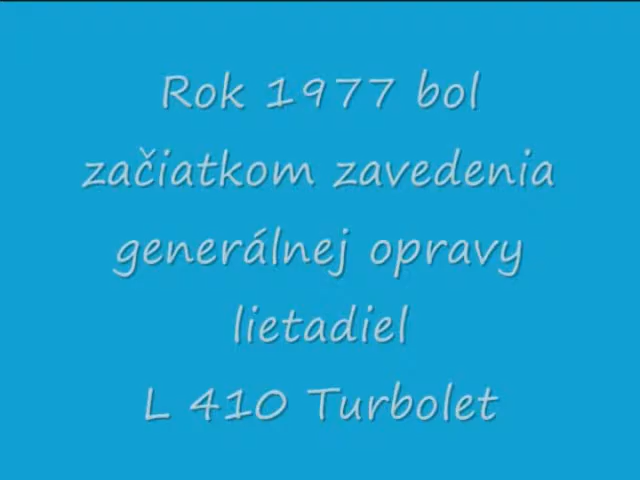 Rok 1977 bol
začiatkom zavedenia
generálnej opravy
lietadiel
L 410 Turbolet